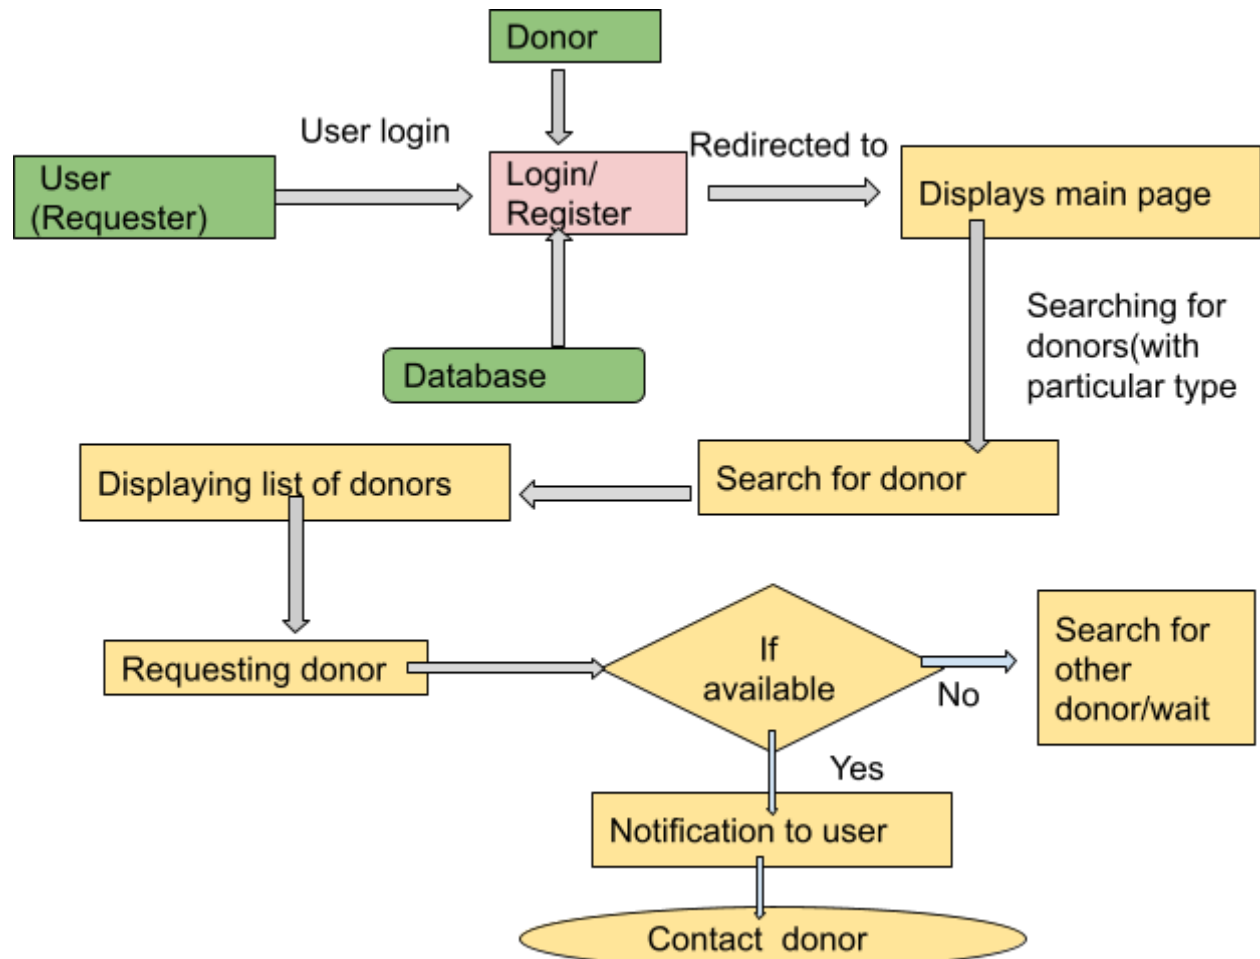 Donor
User login
Redirected to
User
(Requester)
Login/
Register
Displays main page
Database
Searching for
donors(with
particular type
Displaying list of donors
Search for donor
Requesting donor
If
available
No
Search for
other
donor/wait
Yes
Notification to user
Contact donor